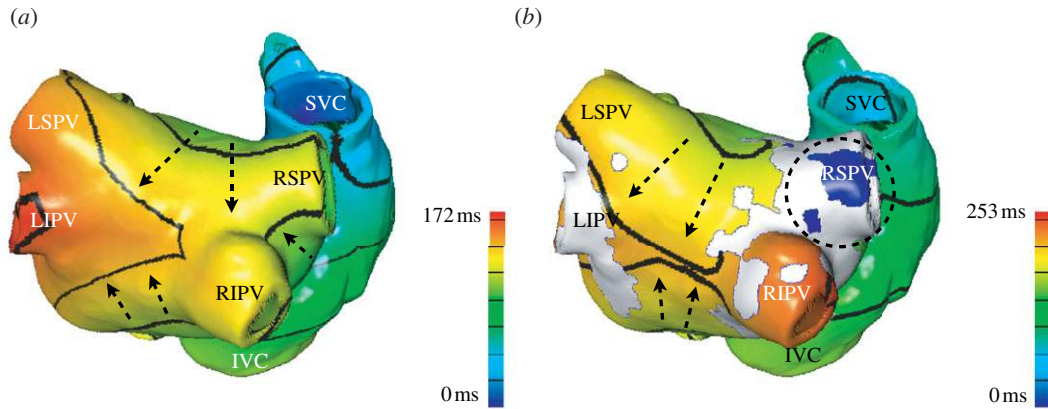 (a)
SVC
LSPV
RSPV
LIPV
172 ms
RIPV
IVC
0 ms
(b)
SVC
LSPV
RSPV
LIPV
253 ms
RIPV
IVC
0 ms